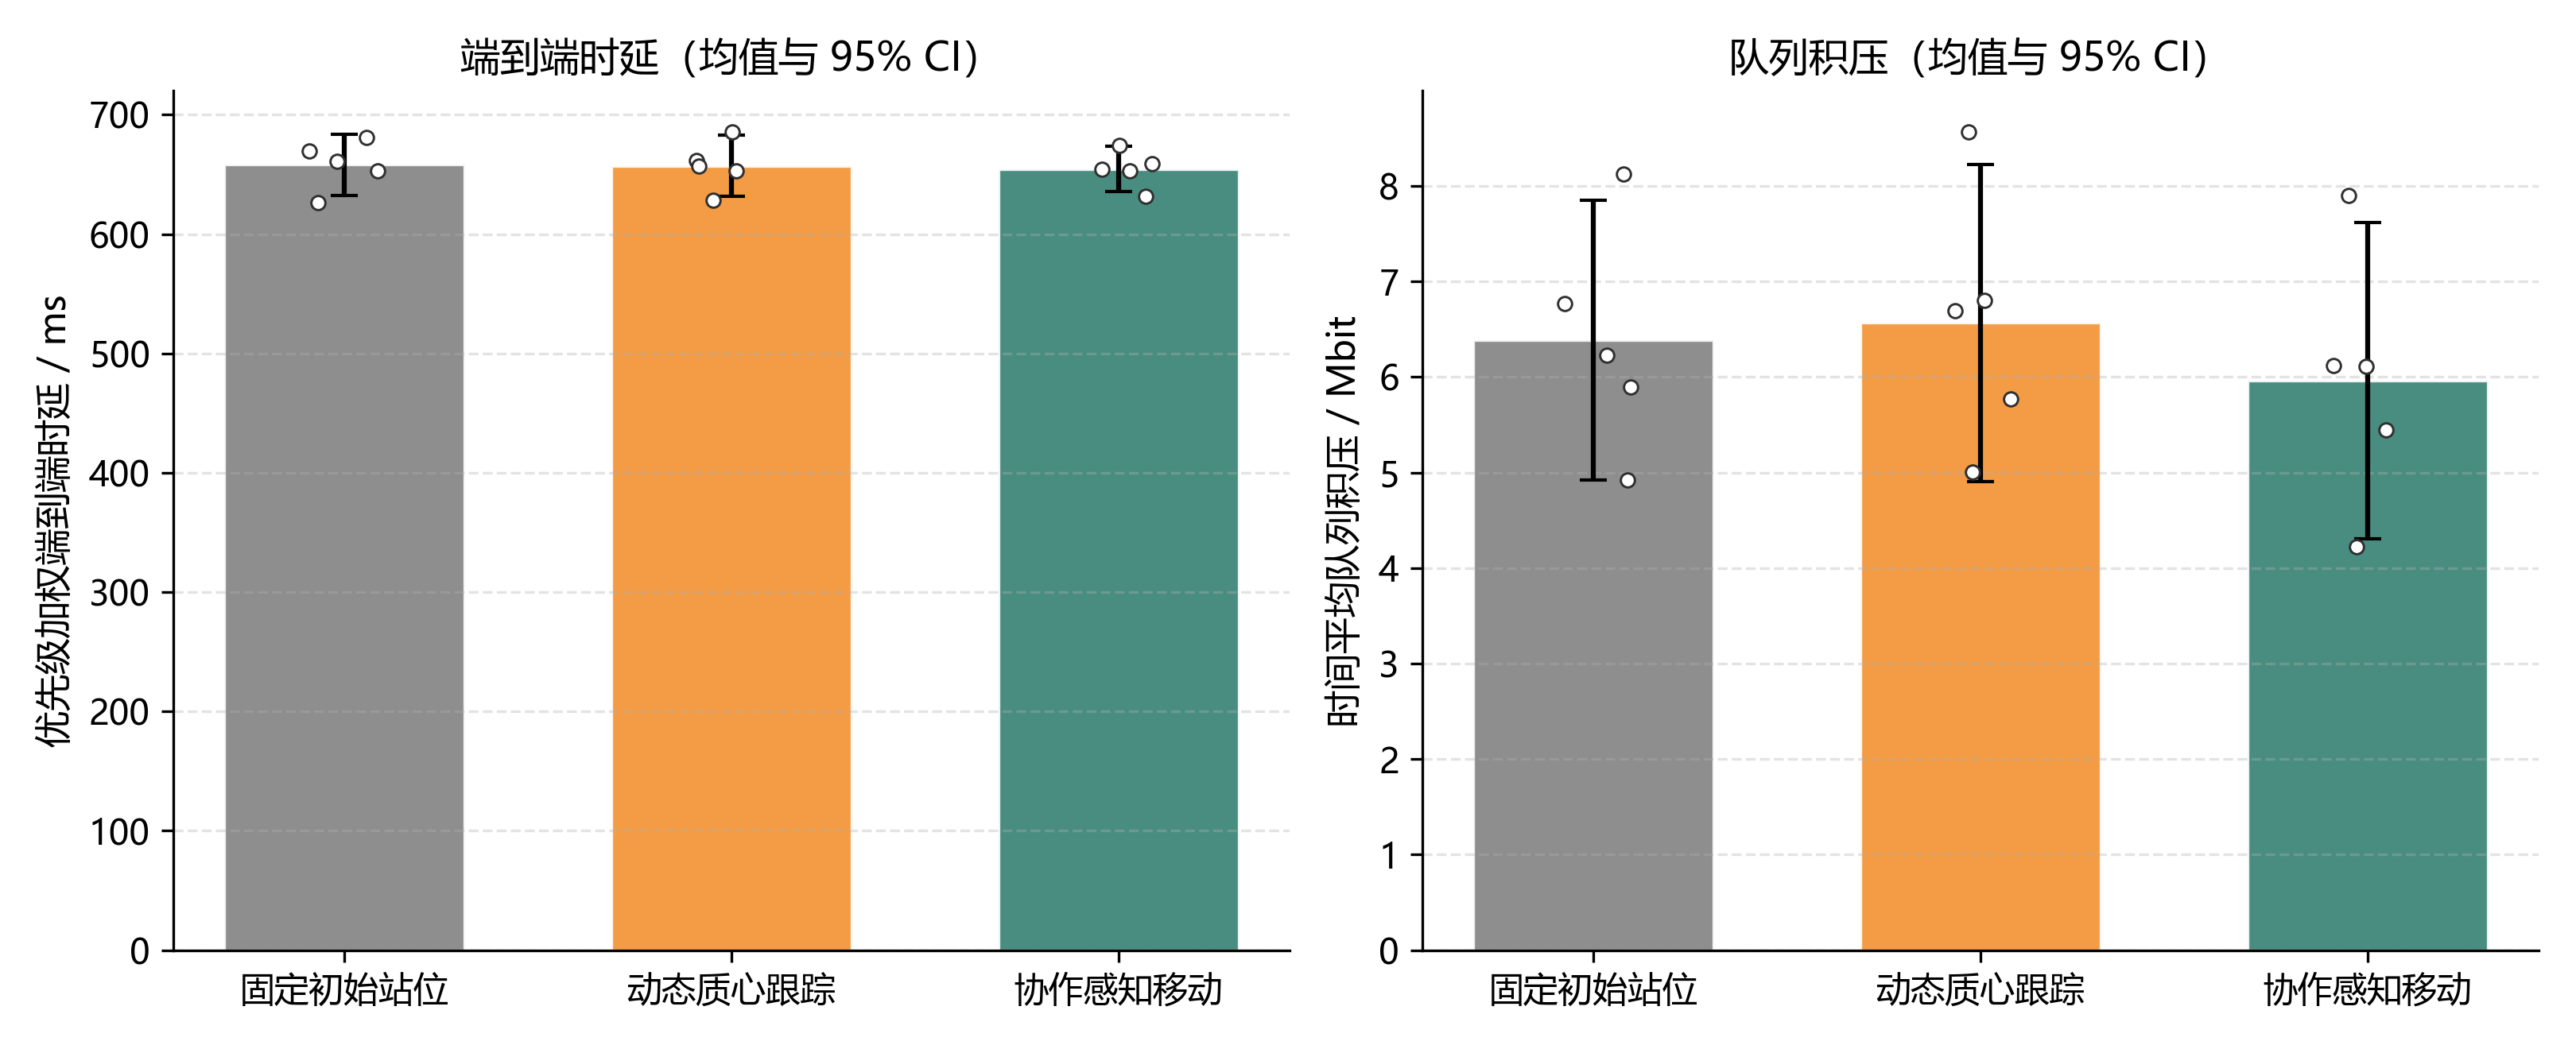 端到端时延（均值与 95% CI）
优先级加权端到端时延 / ms
700
600
500
400
300
200
100
0
固定初始站位
动态质心跟踪
协作感知移动
队列积压（均值与 95% CI）
时间平均队列积压 / Mbit
8
7
6
5
4
3
2
1
0
固定初始站位
动态质心跟踪
协作感知移动